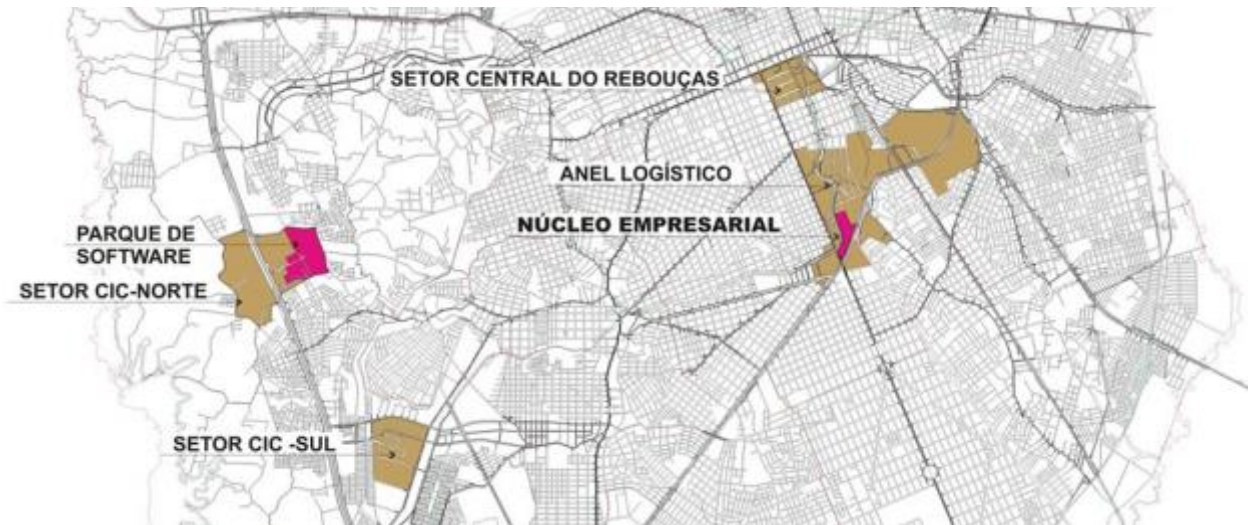 SETOR CENTRAL DO REBOUÇAS
ANEL LOGÍSTICO
NÚCLEO EMPRESARIAL
PARQUE DE
SOFTWARE
SETOR CIC-NORTE
SETOR CIC -SUL